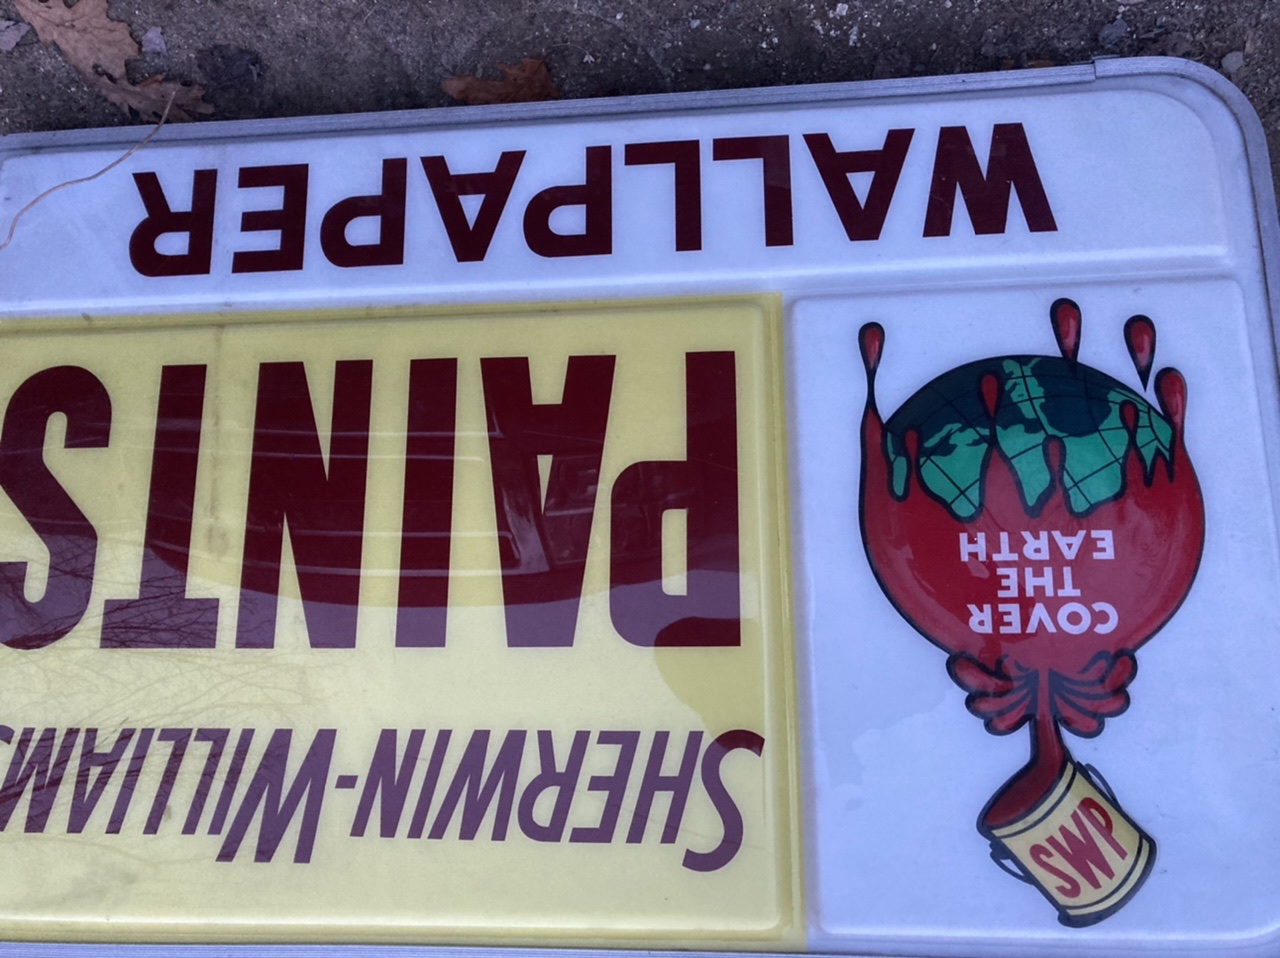 SWP
COVER
THE
EARTH
SHERWIN-WILLIAMS
PAINTS
WALLPAPER